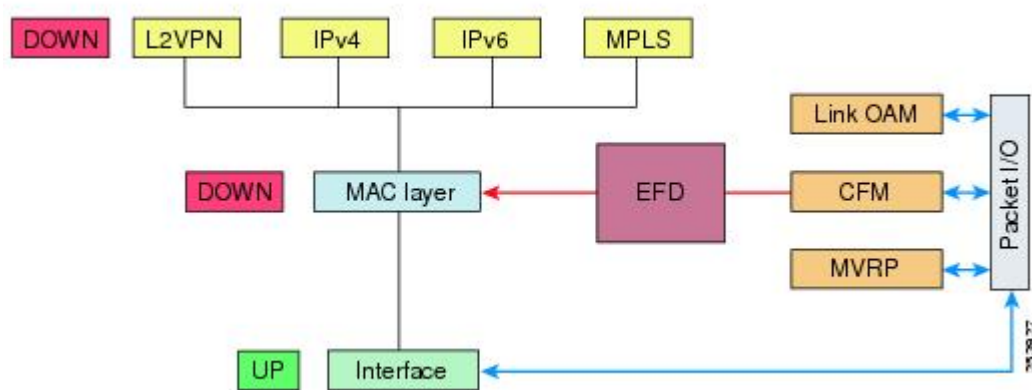 DOWN L2VPN IPv4 IPv6 MPLS
Link OAM
DOWN MAC layer EFD CFM
Packet I/O
MVRP
UP Interface